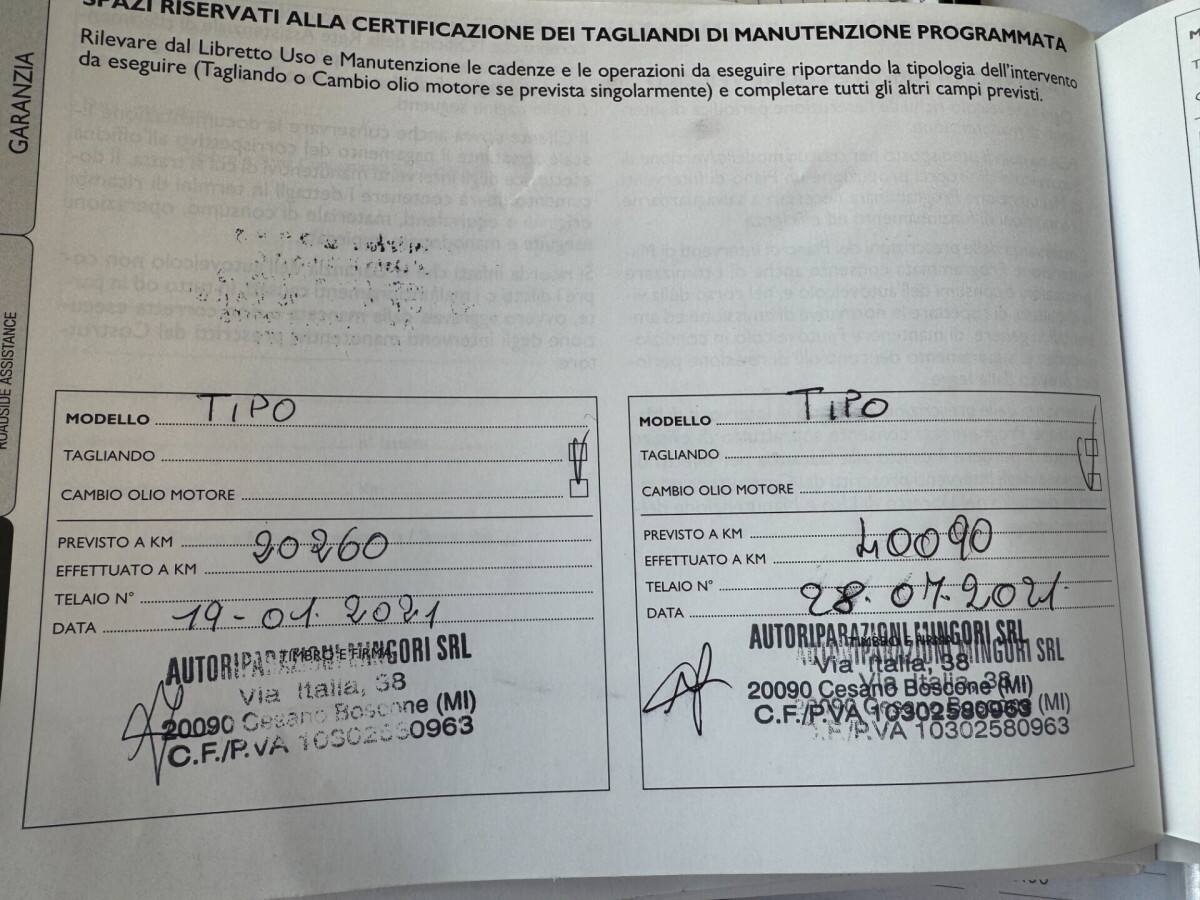 GARANZIA
ROADSIDE ASSISTANCE
SPAZI RISERVATI ALLA CERTIFICAZIONE DEI TAGLIANDI DI MANUTENZIONE PROGRAMMATA
Rilevare dal Libretto Uso e Manutenzione le cadenze e le operazioni da eseguire riportando la tipologia dell'intervento
da eseguire (Tagliando o Cambio olio motore se prevista singolarmente) e completare tutti gli altri campi previsti.
MODELLO TIPO
TAGLIANDO
CAMBIO OLIO MOTORE
PREVISTO A KM 20260
EFFETTUATO A KM
TELAIO N°
DATA 19-01.2021
TIMBRO E FIRMA
AUTORIPARAZIONI MINGORI SRL
Via Italia, 38
20090 Cesano Boscone (MI)
C.F./P.VA 10302580963
MODELLO TIPO
TAGLIANDO
CAMBIO OLIO MOTORE
PREVISTO A KM 40090
EFFETTUATO A KM
TELAIO N°
DATA 28.07.2021
TIMBRO E FIRMA
AUTORIPARAZIONI MINGORI SRL
Via Italia, 38
20090 Cesano Boscone (MI)
C.F./P.VA 10302580963